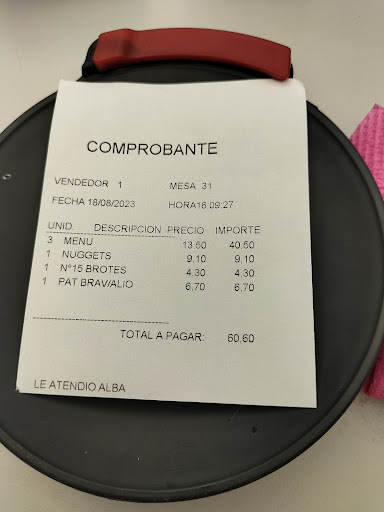 COMPROBANTE
VENDEDOR 1 MESA 31
FECHA 18/08/2023 HORA16 09:27
UNID. DESCRIPCION PRECIO IMPORTE
3 MENU 13,50 40,50
1 NUGGETS 9,10 9,10
1 Nº15 BROTES 4,30 4,30
1 PAT BRAV/ALIO 6,70 6,70
TOTAL A PAGAR: 60,60
LE ATENDIO ALBA